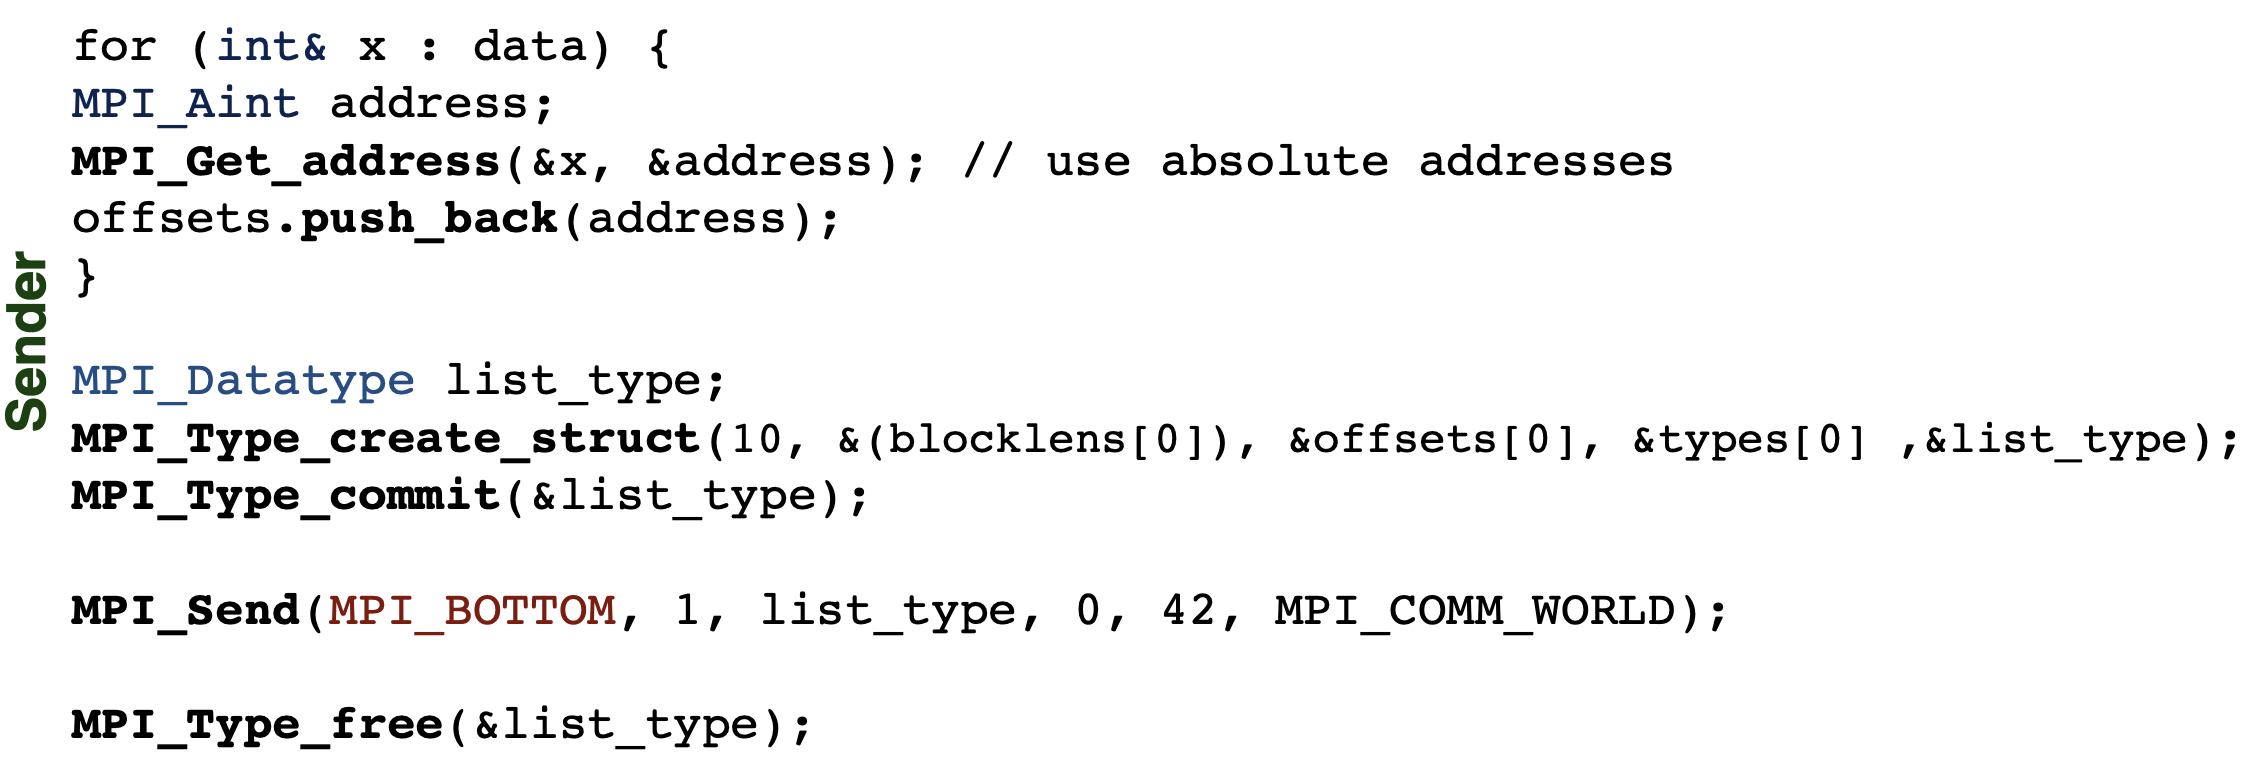 for (int& x : data) {
MPI_Aint address;
MPI_Get_address(&x, &address); // use absolute addresses
offsets.push_back(address);
}
Sender
MPI_Datatype list_type;
MPI_Type_create_struct(10, &(blocklens[0]), &offsets[0], &types[0] ,&list_type);
MPI_Type_commit(&list_type);
MPI_Send(MPI_BOTTOM, 1, list_type, 0, 42, MPI_COMM_WORLD);
MPI_Type_free(&list_type);